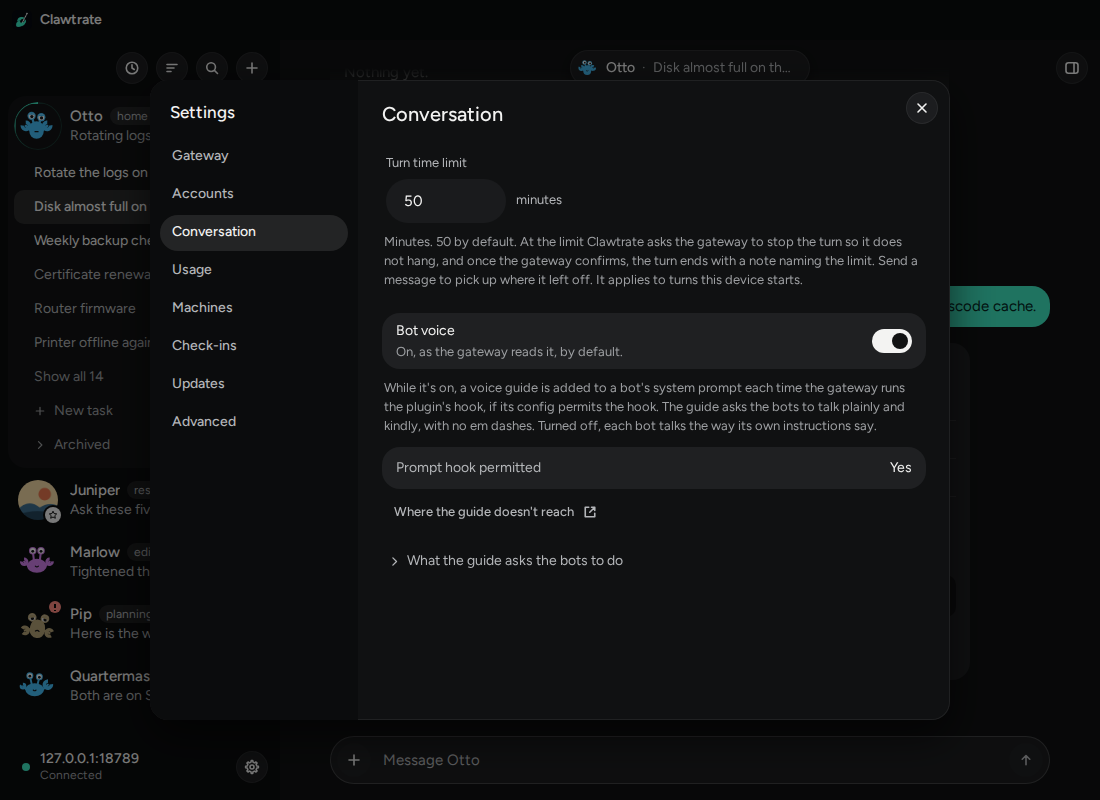 Clawtrate
Nothing yet.
Otto · Disk almost full on th...
Otto home
Rotating logs
Rotate the logs on
Disk almost full on
Weekly backup che
Certificate renewa
Router firmware
Printer offline again
Show all 14
New task
Archived
Juniper res
Ask these fiv
Marlow edi
Tightened th
Pip planning
Here is the w
Quartermas
Both are on S
127.0.0.1:18789
Connected
Settings
Gateway
Accounts
Conversation
Usage
Machines
Check-ins
Updates
Advanced
Conversation
Turn time limit
50 minutes
Minutes. 50 by default. At the limit Clawtrate asks the gateway to stop the turn so it does
not hang, and once the gateway confirms, the turn ends with a note naming the limit. Send a
message to pick up where it left off. It applies to turns this device starts.
Bot voice
On, as the gateway reads it, by default.
While it's on, a voice guide is added to a bot's system prompt each time the gateway runs
the plugin's hook, if its config permits the hook. The guide asks the bots to talk plainly and
kindly, with no em dashes. Turned off, each bot talks the way its own instructions say.
Prompt hook permitted Yes
Where the guide doesn't reach
What the guide asks the bots to do
scode cache.
Message Otto